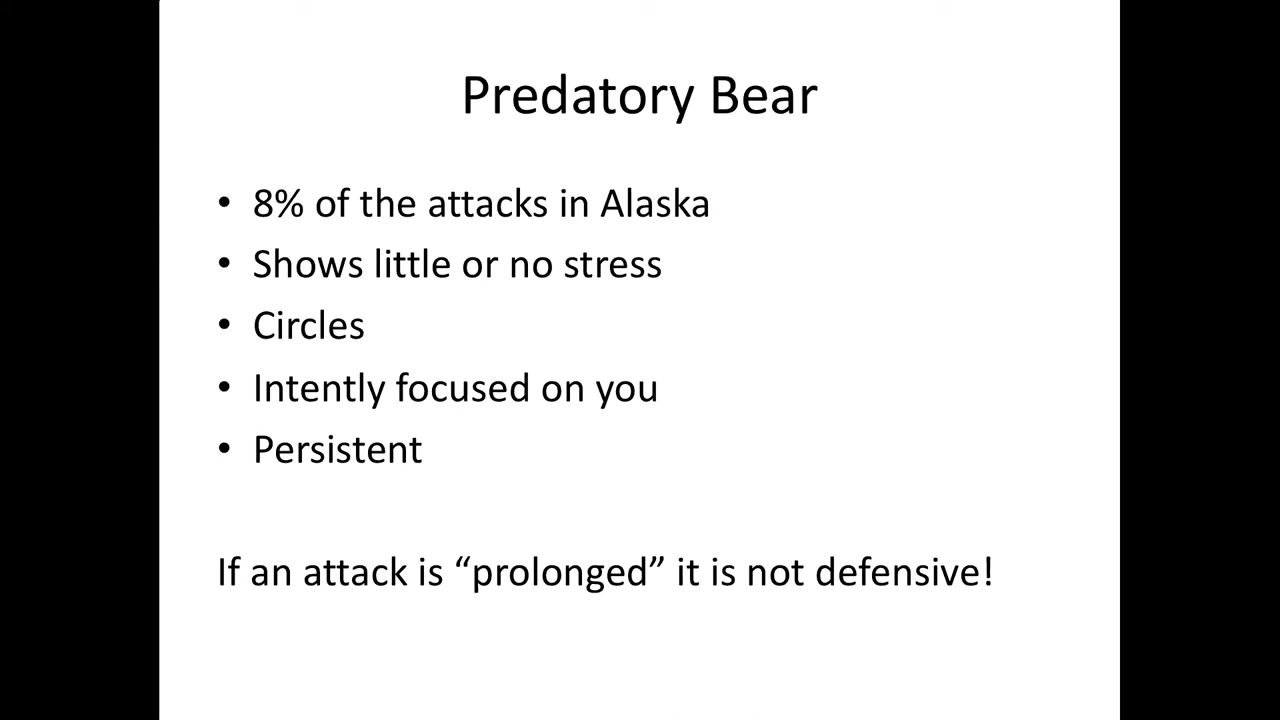 Predatory Bear
• 8% of the attacks in Alaska
• Shows little or no stress
• Circles
• Intently focused on you
• Persistent
If an attack is “prolonged” it is not defensive!